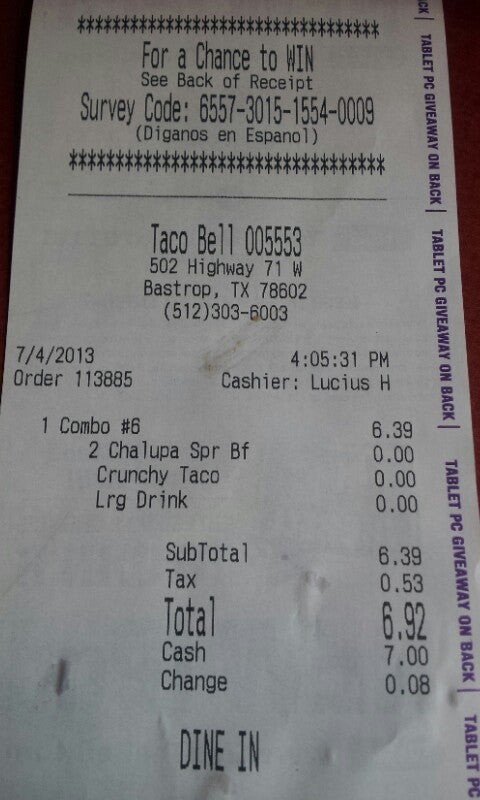 ***********************************
For a Chance to WIN
See Back of Receipt
Survey Code: 6557-3015-1554-0009
(Diganos en Espanol)
***********************************
Taco Bell 005553
502 Highway 71 W
Bastrop, TX 78602
(512)303-6003
7/4/2013 4:05:31 PM
Order 113885 Cashier: Lucius H
1 Combo #6 6.39
2 Chalupa Spr Bf 0.00
Crunchy Taco 0.00
Lrg Drink 0.00
SubTotal 6.39
Tax 0.53
Total 6.92
Cash 7.00
Change 0.08
DINE IN
CK |
TABLET PC GIVEAWAY ON BACK |
TABLET PC GIVEAWAY ON BACK |
TABLET PC GIVEAWAY ON BACK |
TABLET P